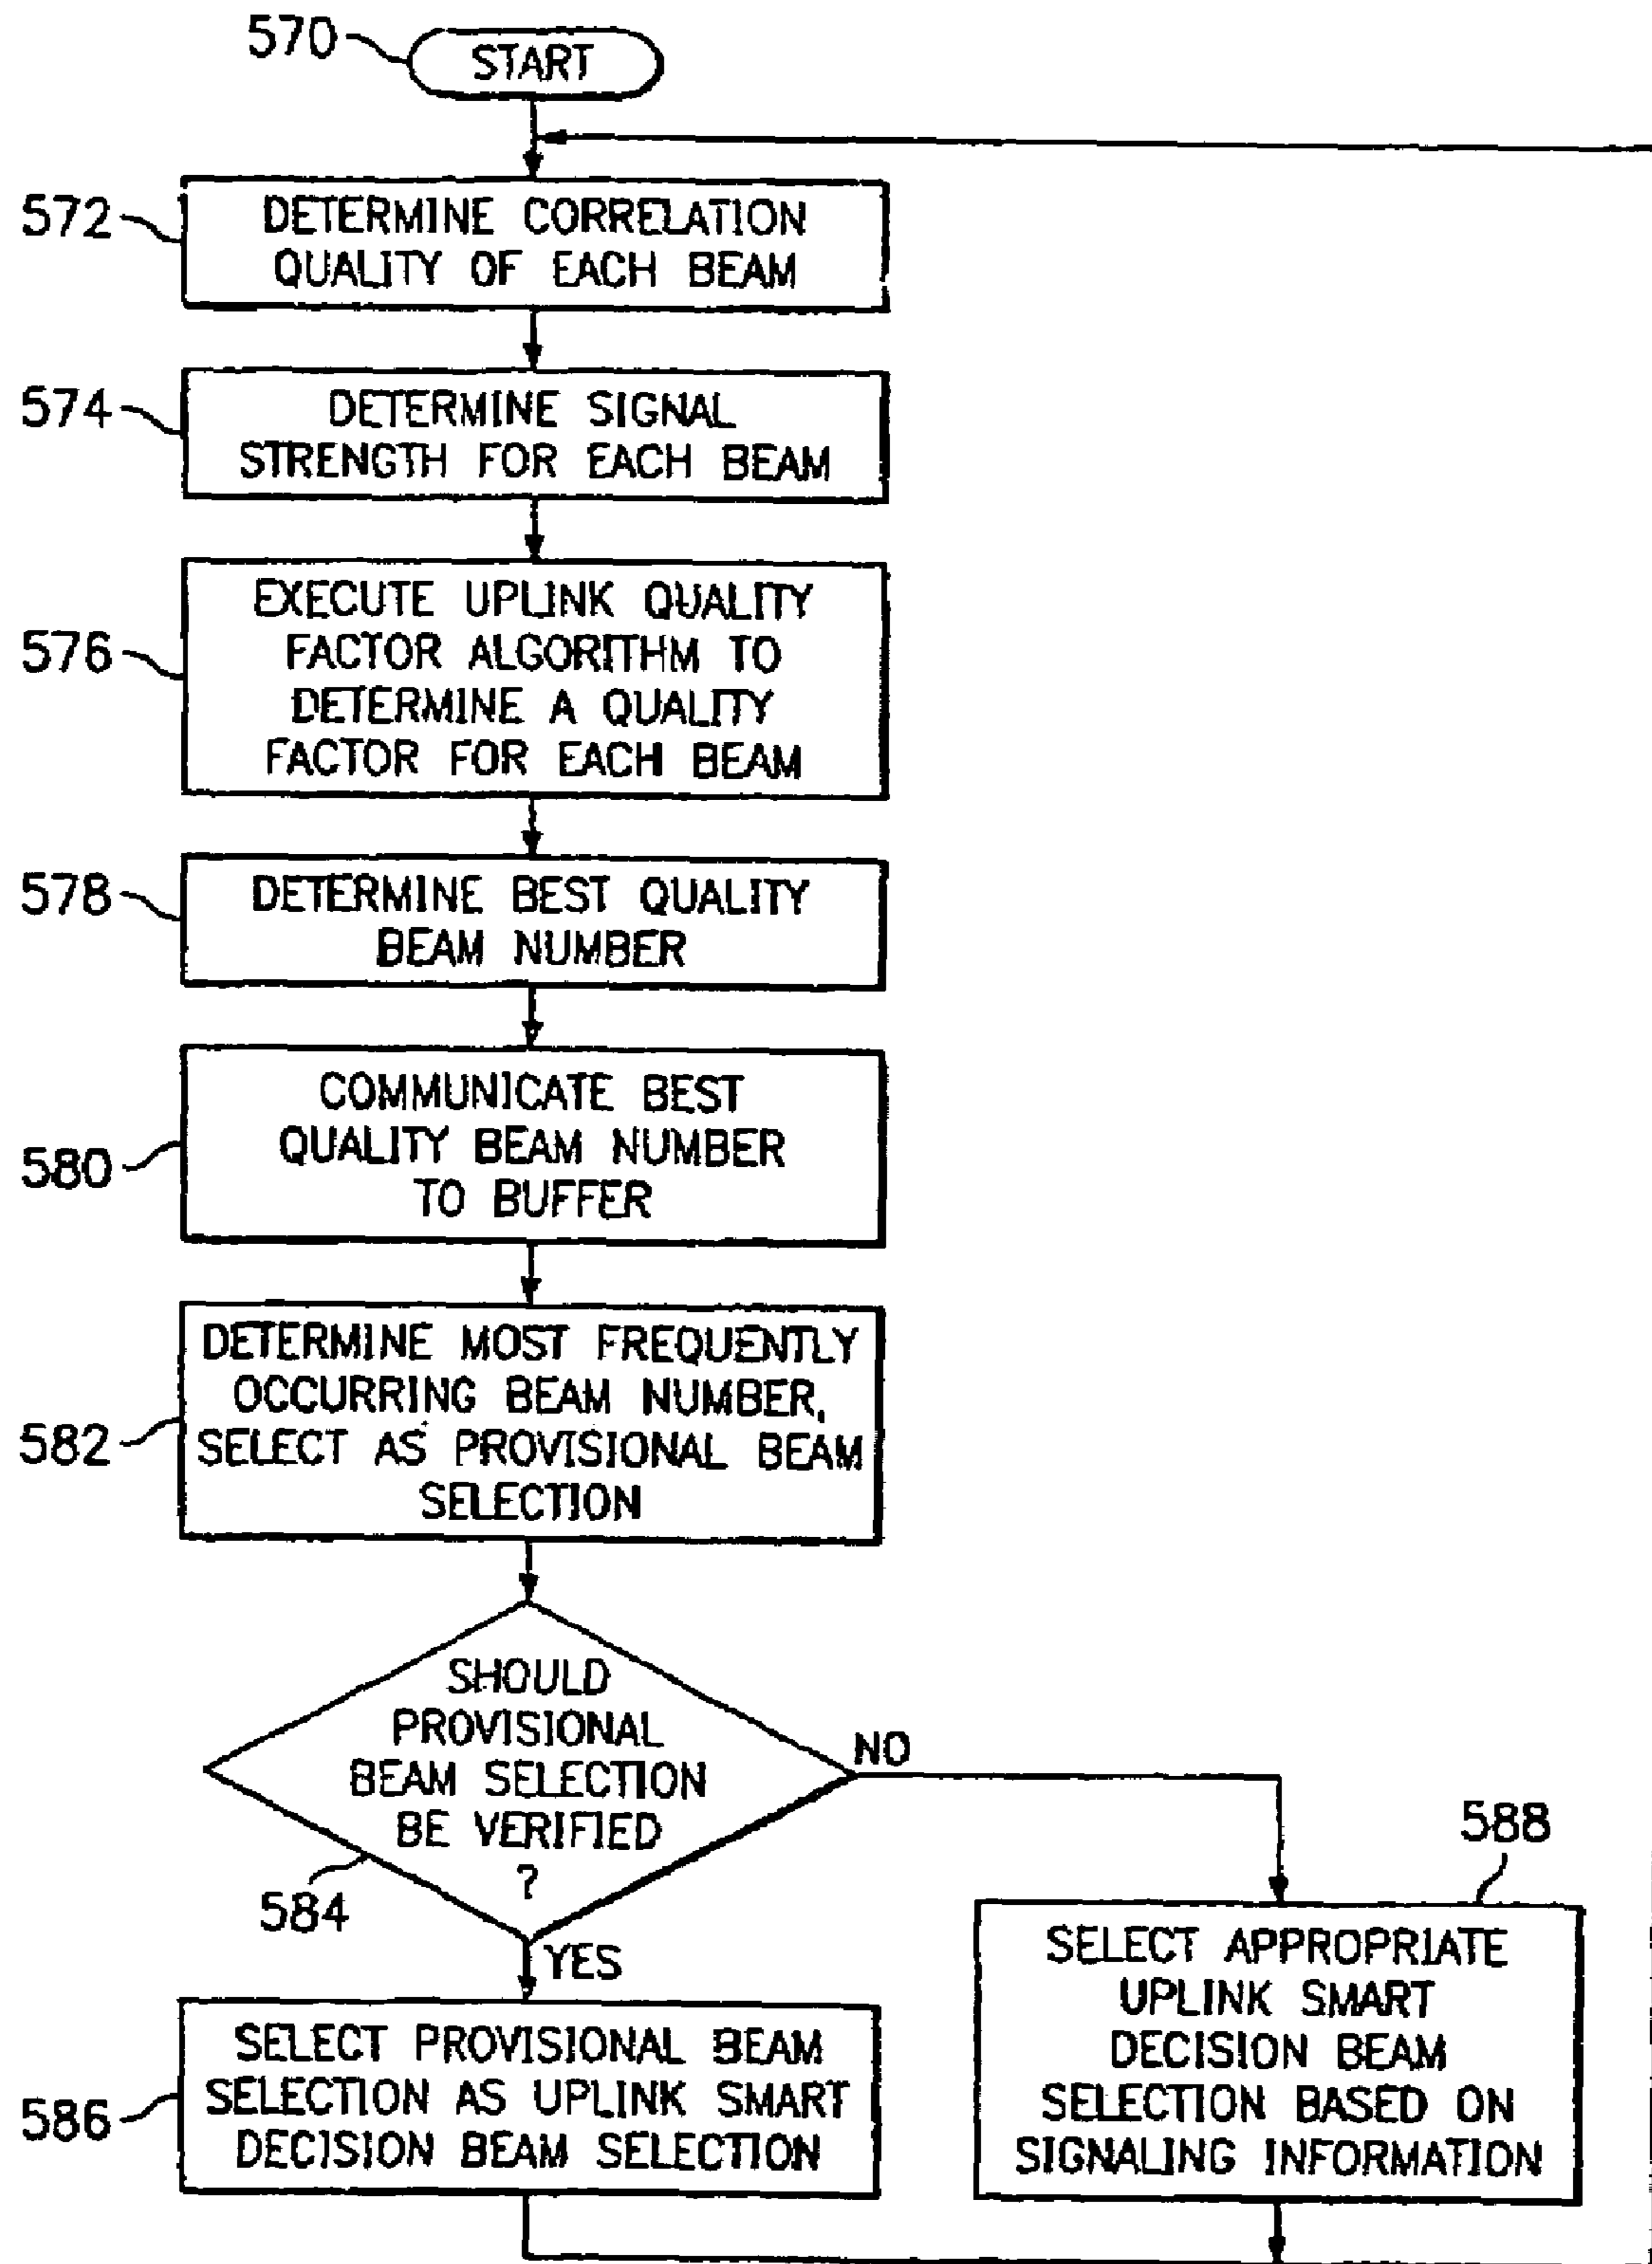 570
START
572
DETERMINE CORRELATION
QUALITY OF EACH BEAM
574
DETERMINE SIGNAL
STRENGTH FOR EACH BEAM
576
EXECUTE UPLINK QUALITY
FACTOR ALGORITHM TO
DETERMINE A QUALITY
FACTOR FOR EACH BEAM
578
DETERMINE BEST QUALITY
BEAM NUMBER
580
COMMUNICATE BEST
QUALITY BEAM NUMBER
TO BUFFER
582
DETERMINE MOST FREQUENTLY
OCCURRING BEAM NUMBER,
SELECT AS PROVISIONAL BEAM
SELECTION
SHOULD
PROVISIONAL
BEAM SELECTION
BE VERIFIED
?
584
NO
YES
586
SELECT PROVISIONAL BEAM
SELECTION AS UPLINK SMART
DECISION BEAM SELECTION
588
SELECT APPROPRIATE
UPLINK SMART
DECISION BEAM
SELECTION BASED ON
SIGNALING INFORMATION